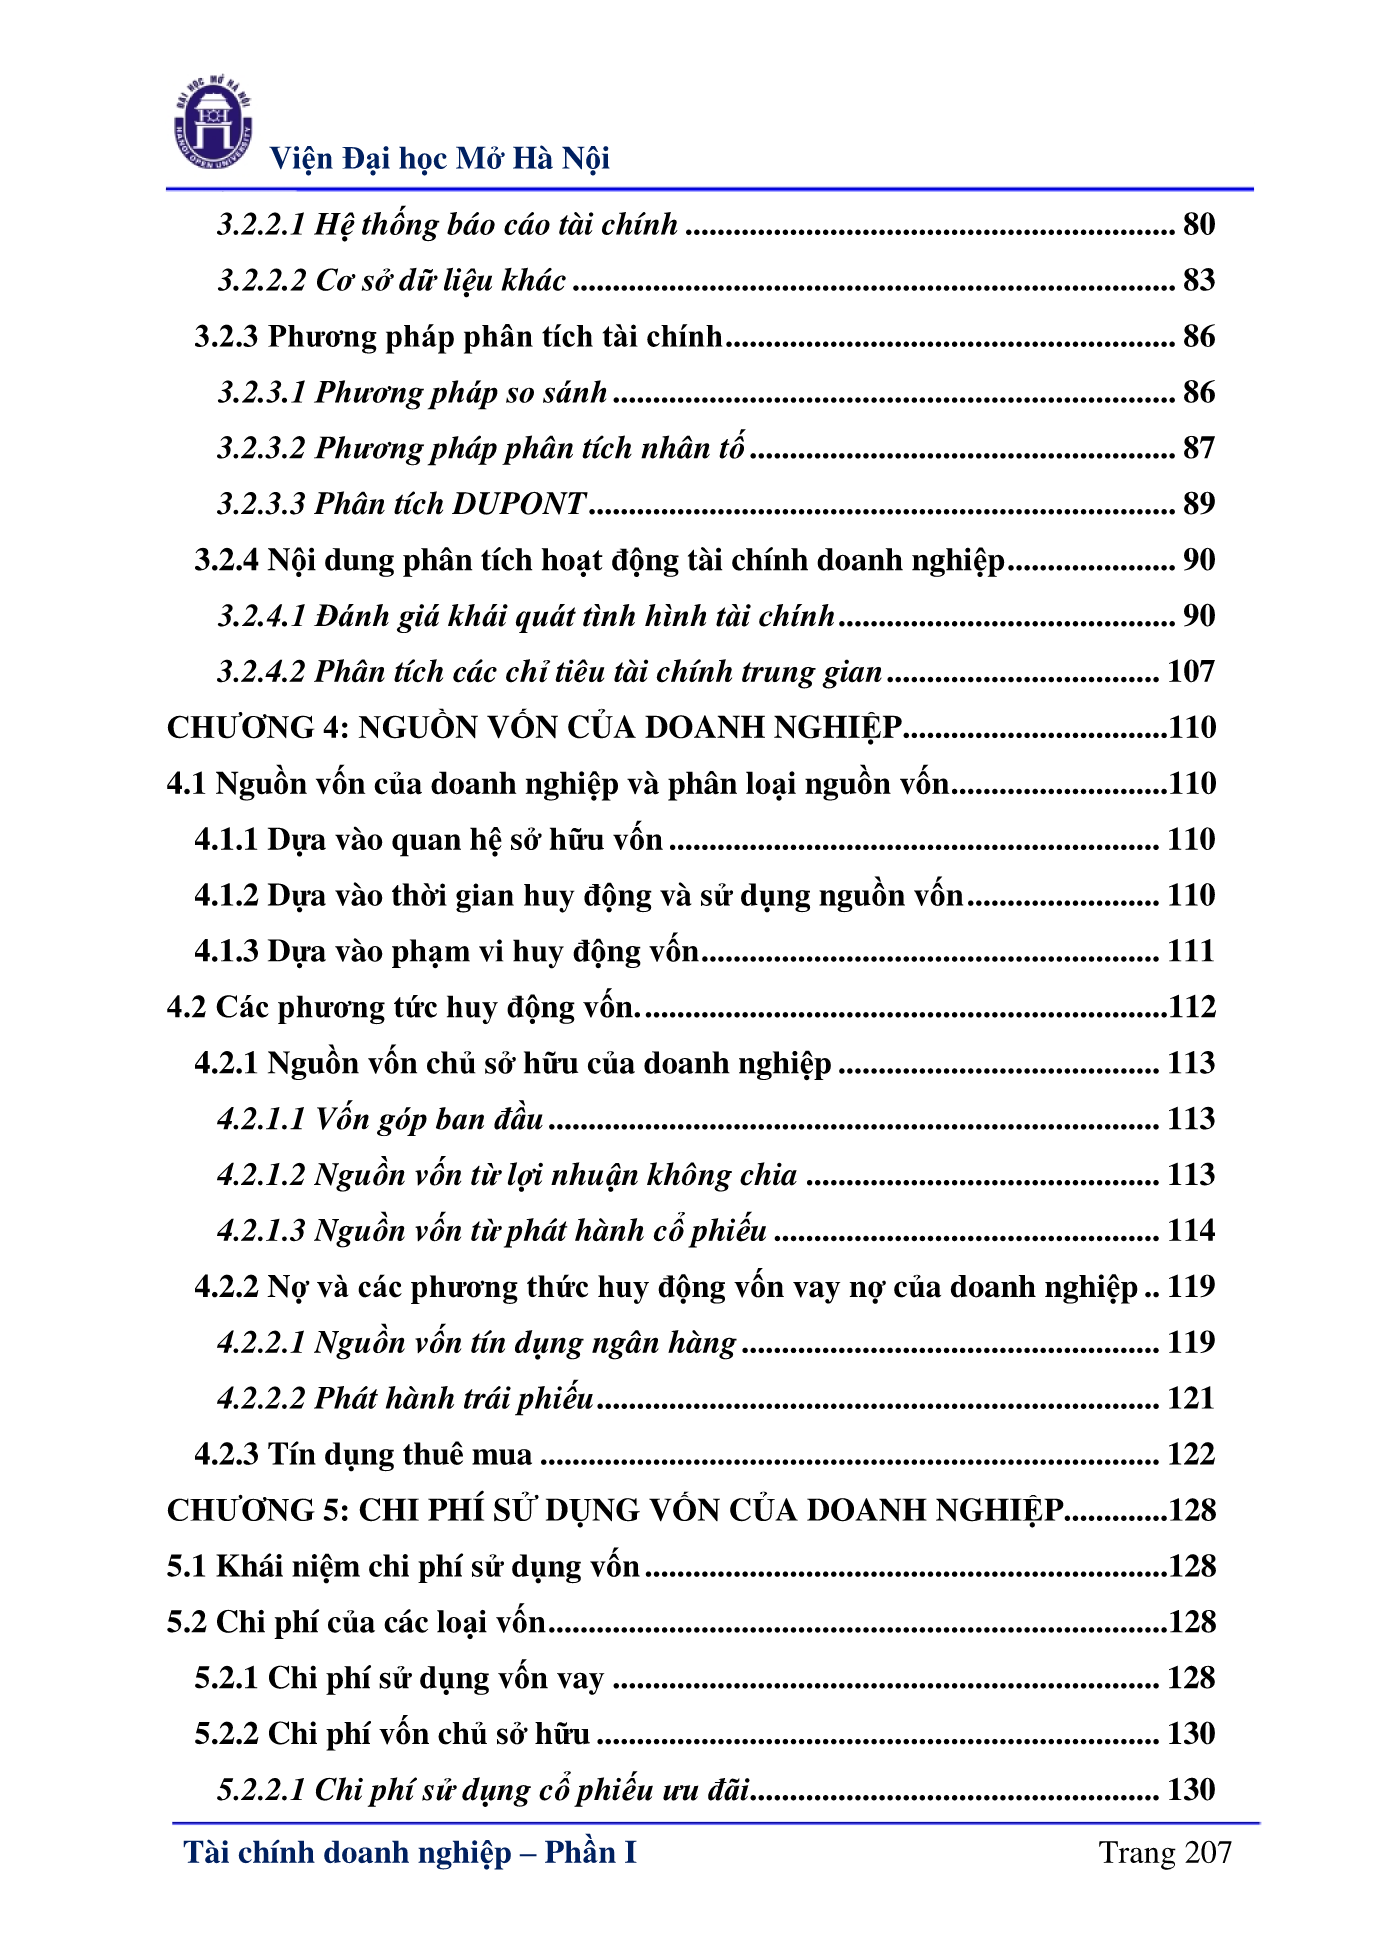 ĐẠI HỌC MỞ HÀ NỘI
HANOI OPEN UNIVERSITY
Viện Đại học Mở Hà Nội
3.2.2.1 Hệ thống báo cáo tài chính ............................................................. 80
3.2.2.2 Cơ sở dữ liệu khác ........................................................................... 83
3.2.3 Phương pháp phân tích tài chính........................................................ 86
3.2.3.1 Phương pháp so sánh ...................................................................... 86
3.2.3.2 Phương pháp phân tích nhân tố ..................................................... 87
3.2.3.3 Phân tích DUPONT......................................................................... 89
3.2.4 Nội dung phân tích hoạt động tài chính doanh nghiệp..................... 90
3.2.4.1 Đánh giá khái quát tình hình tài chính.......................................... 90
3.2.4.2 Phân tích các chỉ tiêu tài chính trung gian .................................. 107
CHƯƠNG 4: NGUỒN VỐN CỦA DOANH NGHIỆP.................................110
4.1 Nguồn vốn của doanh nghiệp và phân loại nguồn vốn...........................110
4.1.1 Dựa vào quan hệ sở hữu vốn ............................................................. 110
4.1.2 Dựa vào thời gian huy động và sử dụng nguồn vốn........................ 110
4.1.3 Dựa vào phạm vi huy động vốn......................................................... 111
4.2 Các phương tức huy động vốn. .................................................................112
4.2.1 Nguồn vốn chủ sở hữu của doanh nghiệp ........................................ 113
4.2.1.1 Vốn góp ban đầu ............................................................................ 113
4.2.1.2 Nguồn vốn từ lợi nhuận không chia ............................................ 113
4.2.1.3 Nguồn vốn từ phát hành cổ phiếu ................................................ 114
4.2.2 Nợ và các phương thức huy động vốn vay nợ của doanh nghiệp .. 119
4.2.2.1 Nguồn vốn tín dụng ngân hàng .................................................... 119
4.2.2.2 Phát hành trái phiếu...................................................................... 121
4.2.3 Tín dụng thuê mua ............................................................................. 122
CHƯƠNG 5: CHI PHÍ SỬ DỤNG VỐN CỦA DOANH NGHIỆP.............128
5.1 Khái niệm chi phí sử dụng vốn .................................................................128
5.2 Chi phí của các loại vốn.............................................................................128
5.2.1 Chi phí sử dụng vốn vay .................................................................... 128
5.2.2 Chi phí vốn chủ sở hữu ...................................................................... 130
5.2.2.1 Chi phí sử dụng cổ phiếu ưu đãi................................................... 130
Tài chính doanh nghiệp – Phần I Trang 207